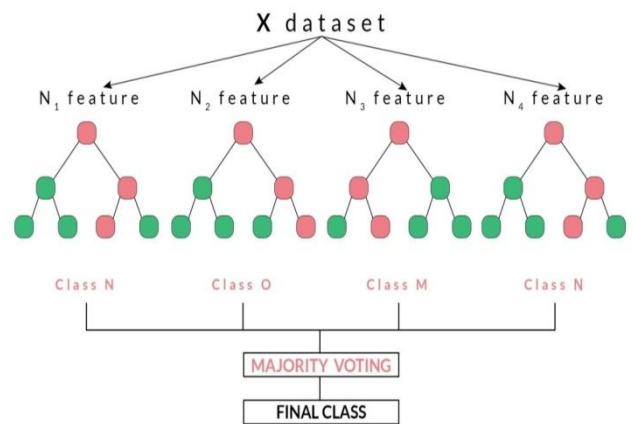 X dataset
N₁ feature N₂ feature N₃ feature N₄ feature
Class N Class O Class M Class N
MAJORITY VOTING
FINAL CLASS